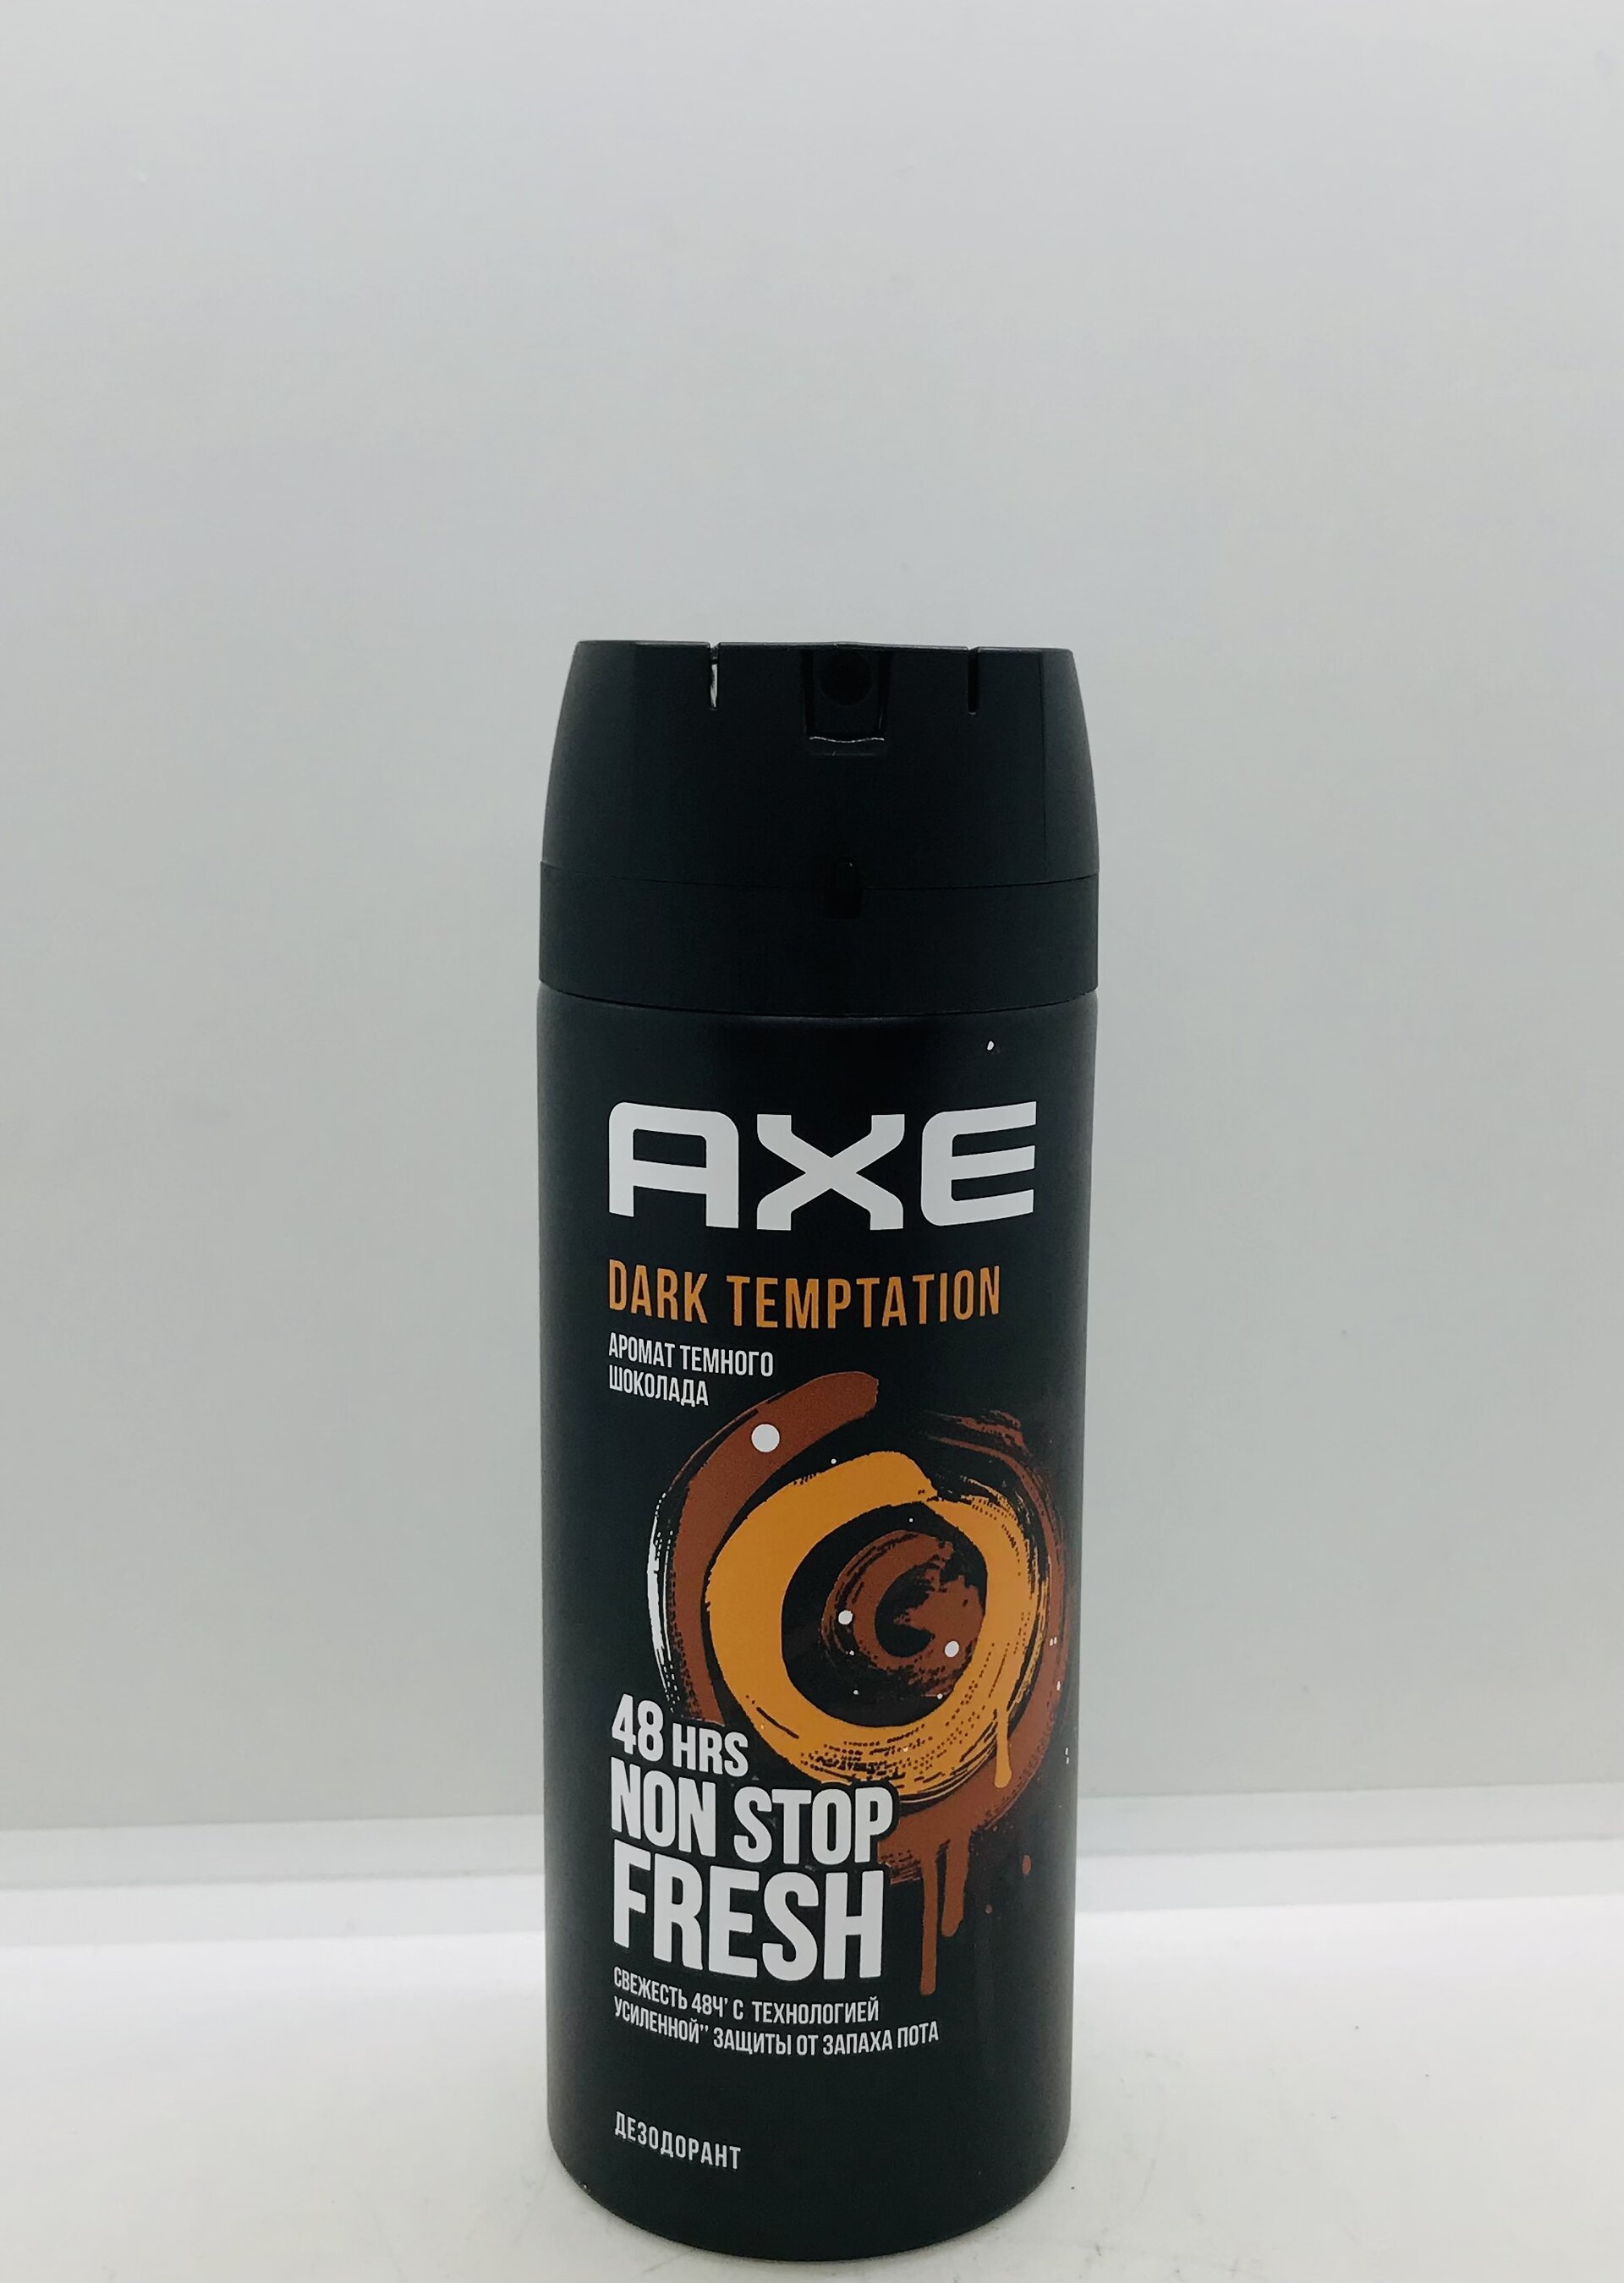 AXE
DARK TEMPTATION
АРОМАТ ТЕМНОГО
ШОКОЛАДА
48 HRS
NON STOP
FRESH
СВЕЖЕСТЬ 48Ч' С ТЕХНОЛОГИЕЙ
УСИЛЕННОЙ'' ЗАЩИТЫ ОТ ЗАПАХА ПОТА
ДЕЗОДОРАНТ